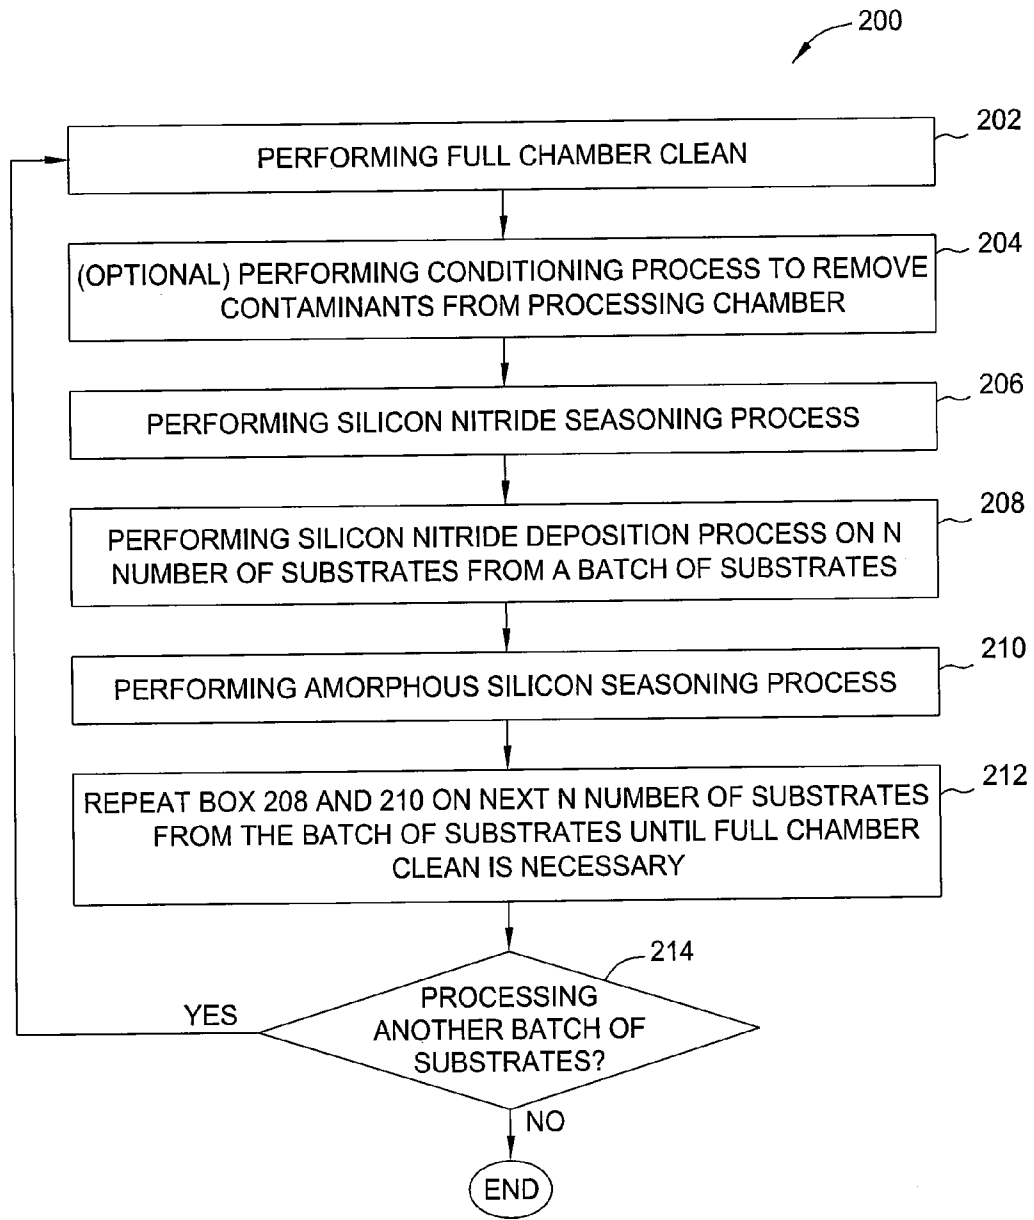 200
202
PERFORMING FULL CHAMBER CLEAN
204
(OPTIONAL) PERFORMING CONDITIONING PROCESS TO REMOVE
CONTAMINANTS FROM PROCESSING CHAMBER
206
PERFORMING SILICON NITRIDE SEASONING PROCESS
208
PERFORMING SILICON NITRIDE DEPOSITION PROCESS ON N
NUMBER OF SUBSTRATES FROM A BATCH OF SUBSTRATES
210
PERFORMING AMORPHOUS SILICON SEASONING PROCESS
212
REPEAT BOX 208 AND 210 ON NEXT N NUMBER OF SUBSTRATES
FROM THE BATCH OF SUBSTRATES UNTIL FULL CHAMBER
CLEAN IS NECESSARY
214
YES
PROCESSING
ANOTHER BATCH OF
SUBSTRATES?
NO
END